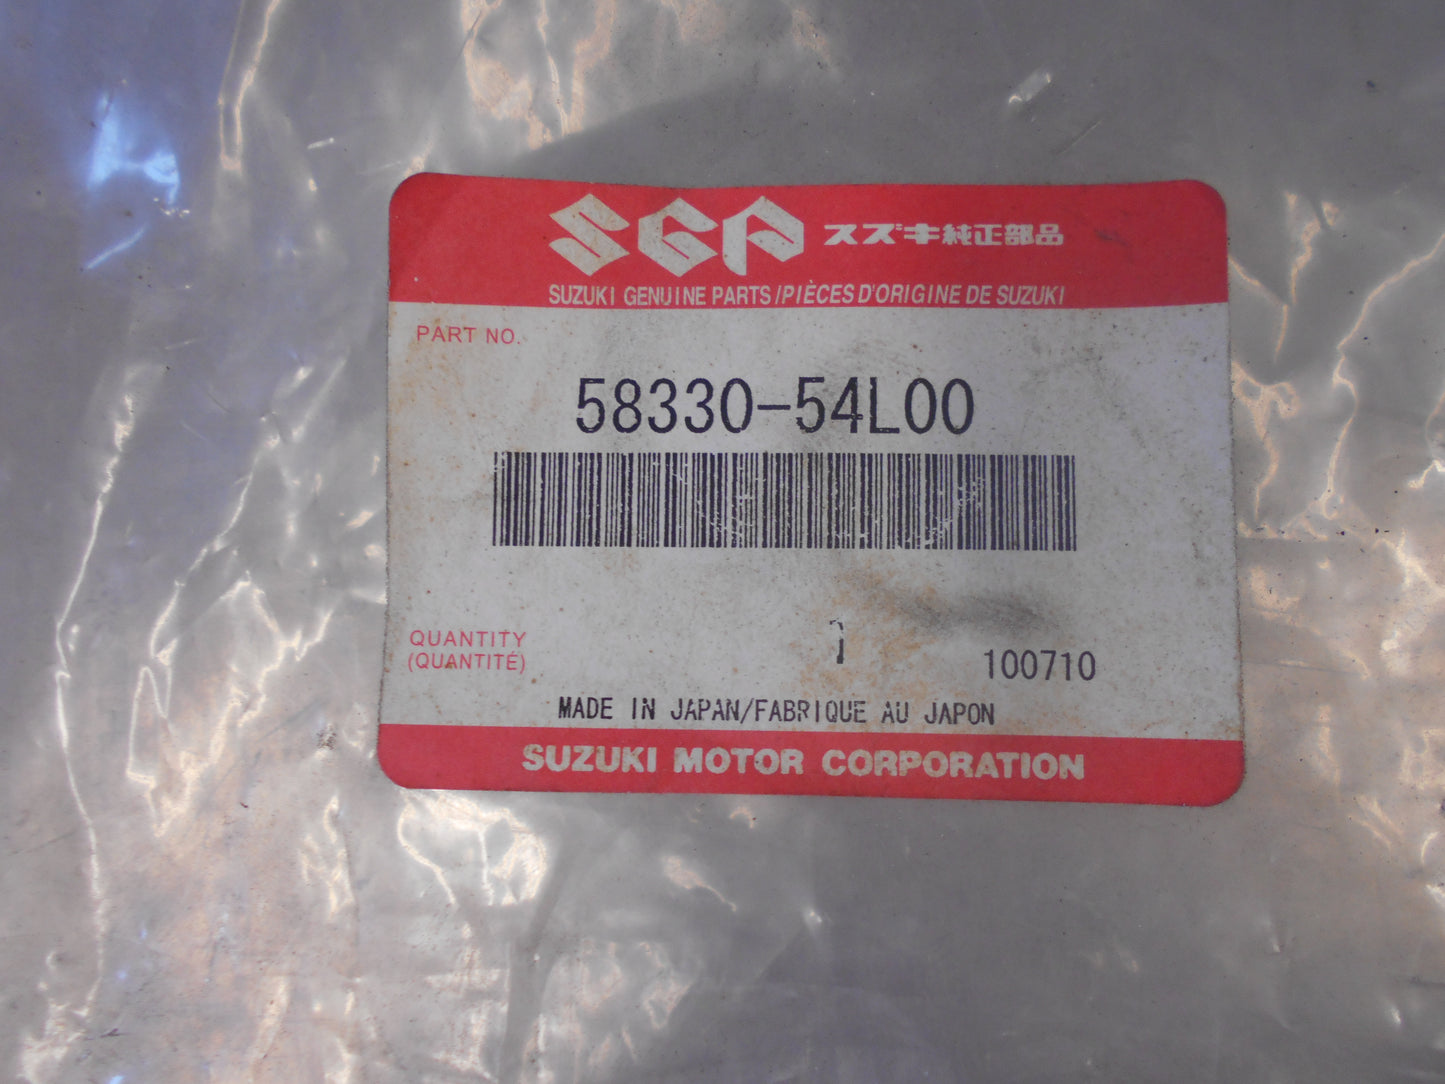 SGP スズキ純正部品
SUZUKI GENUINE PARTS/PIÈCES D'ORIGINE DE SUZUKI
PART NO.
58330-54L00
QUANTITY
(QUANTITÉ)
1
100710
MADE IN JAPAN/FABRIQUE AU JAPON
SUZUKI MOTOR CORPORATION